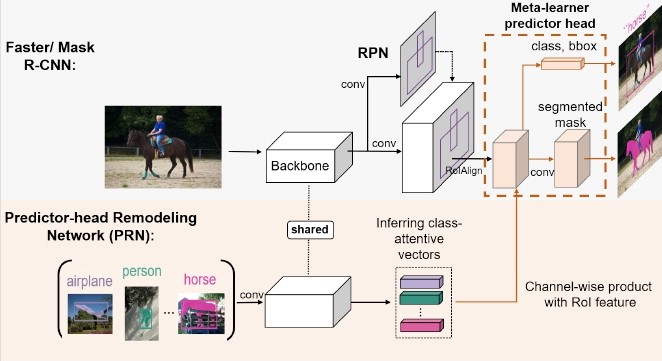 Meta-learner
predictor head
"horse"
Faster/ Mask
R-CNN:
RPN
class, bbox
conv
segmented
mask
conv
Backbone
RoIAlign
conv
Predictor-head Remodeling
Network (PRN):
shared
Inferring class-
attentive
vectors
airplane
person
horse
...
conv
Channel-wise product
with RoI feature